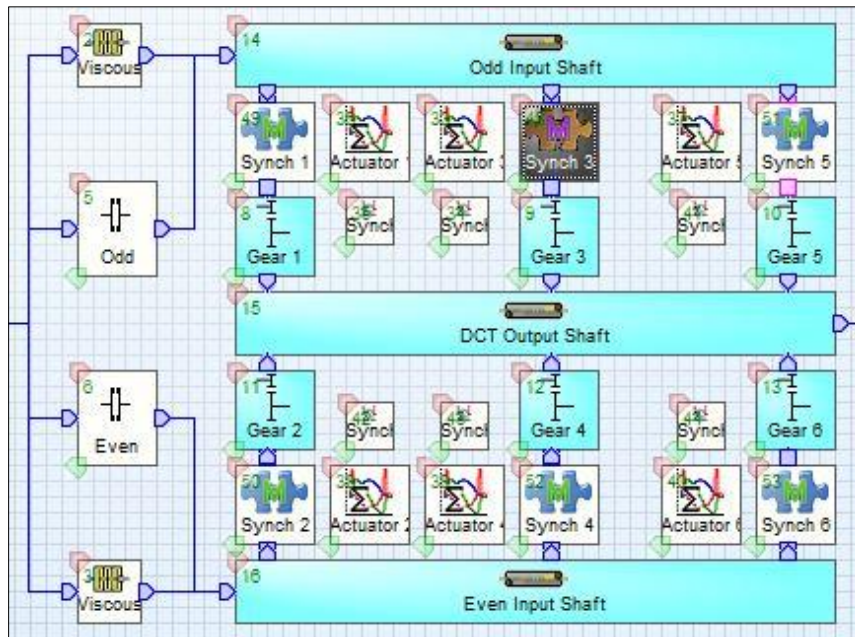 2
Viscous
14
Odd Input Shaft
49
Synch 1
Actuator 1
Actuator 3
Synch 3
Actuator 5
51
Synch 5
5
Odd
8
Gear 1
Synch
Synch
9
Gear 3
Synch
10
Gear 5
15
DCT Output Shaft
6
Even
11
Gear 2
Synch
Synch
12
Gear 4
Synch
13
Gear 6
50
Synch 2
Actuator 2
Actuator 4
52
Synch 4
Actuator 6
53
Synch 6
3
Viscous
16
Even Input Shaft